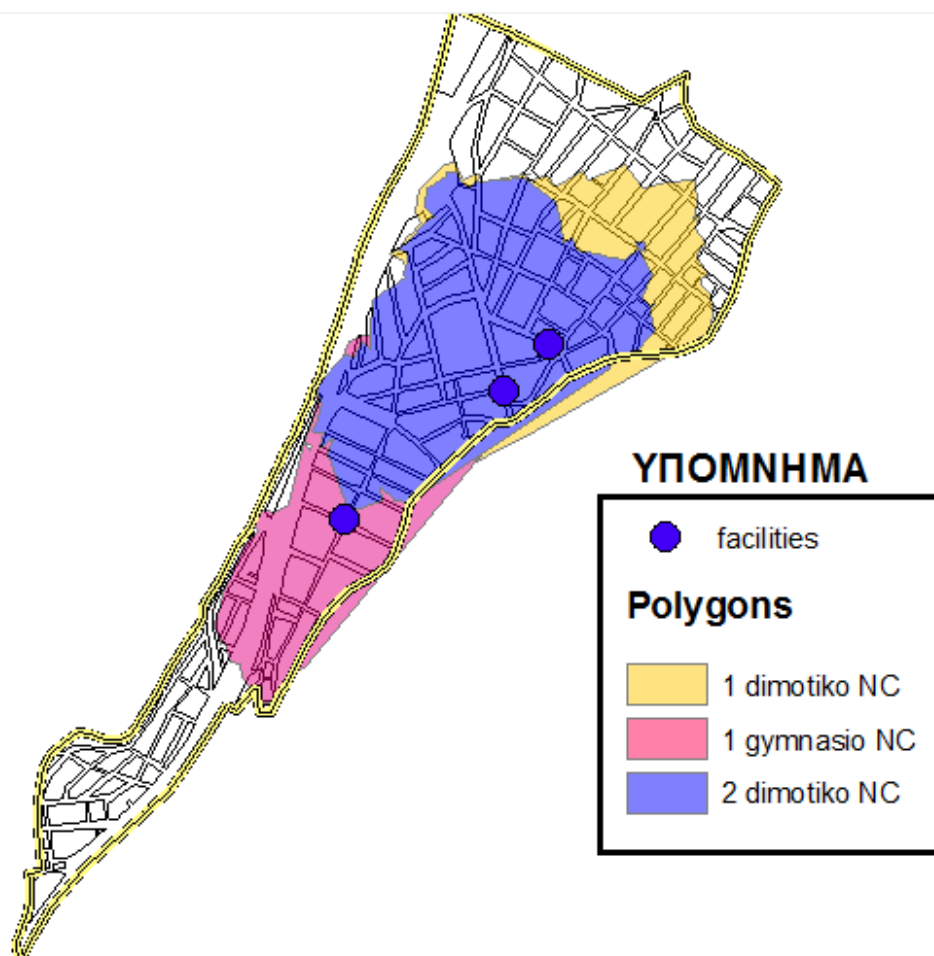 ΥΠΟΜΝΗΜΑ
facilities
Polygons
1 dimotiko NC
1 gymnasio NC
2 dimotiko NC